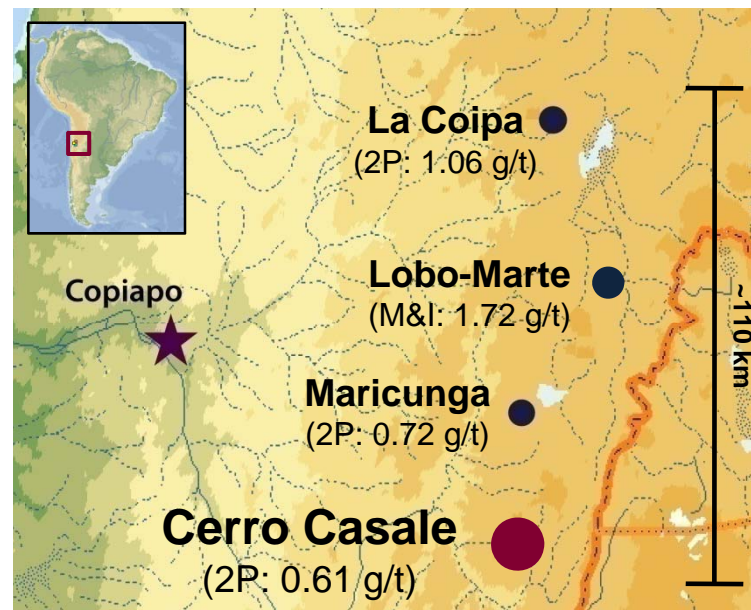 La Coipa
(2P: 1.06 g/t)
Lobo-Marte
(M&I: 1.72 g/t)
Copiapo
~110 km
Maricunga
(2P: 0.72 g/t)
Cerro Casale
(2P: 0.61 g/t)